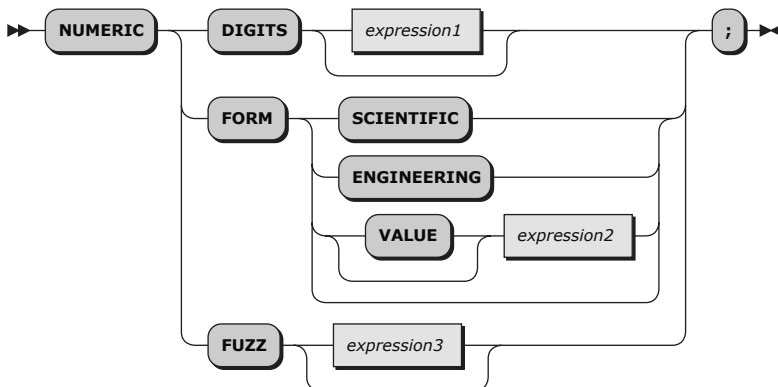 NUMERIC DIGITS expression1 ;
FORM SCIENTIFIC
ENGINEERING
VALUE expression2
FUZZ expression3